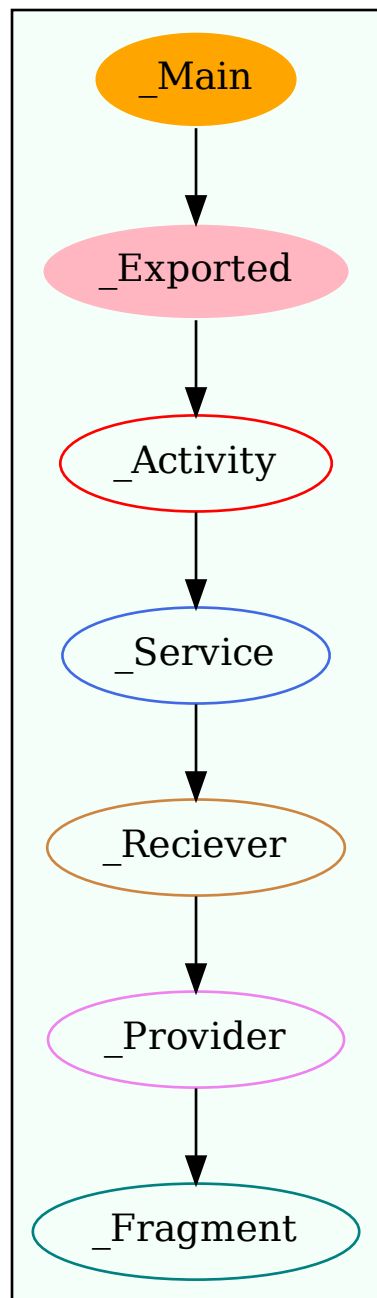 _Main
_Exported
_Activity
_Service
_Reciever
_Provider
_Fragment